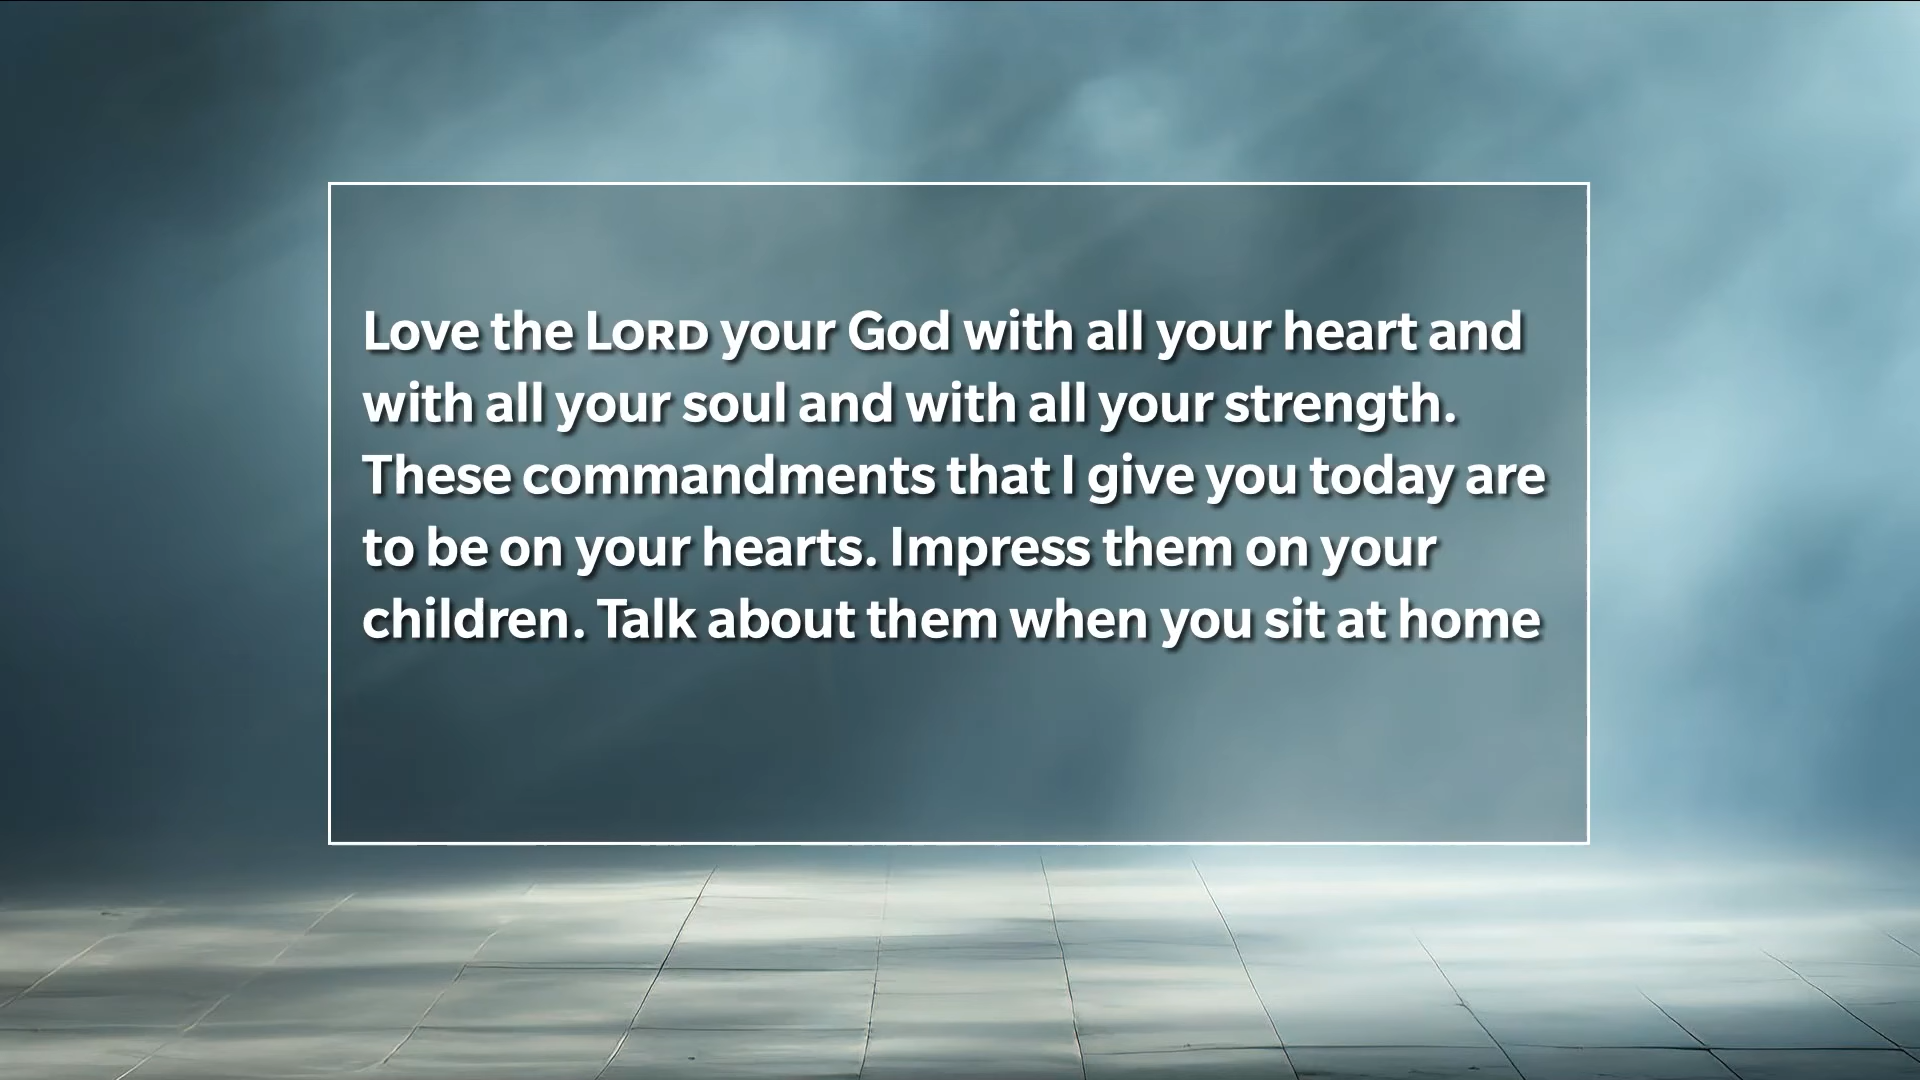 Love the LORD your God with all your heart and
with all your soul and with all your strength.
These commandments that I give you today are
to be on your hearts. Impress them on your
children. Talk about them when you sit at home